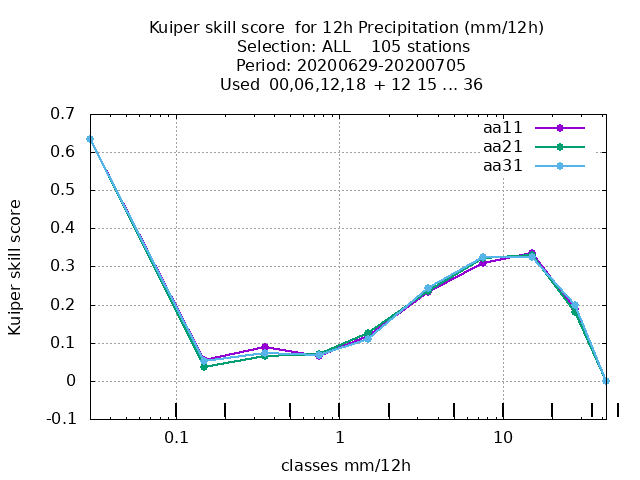 Kuiper skill score  for 12h Precipitation (mm/12h)
Selection: ALL    105 stations
Period: 20200629-20200705
Used  00,06,12,18  + 12 15 ... 36
0.7
0.6
0.5
0.4
0.3
0.2
0.1
0
-0.1
Kuiper skill score
aa11
aa21
aa31
0.1
1
10
classes mm/12h